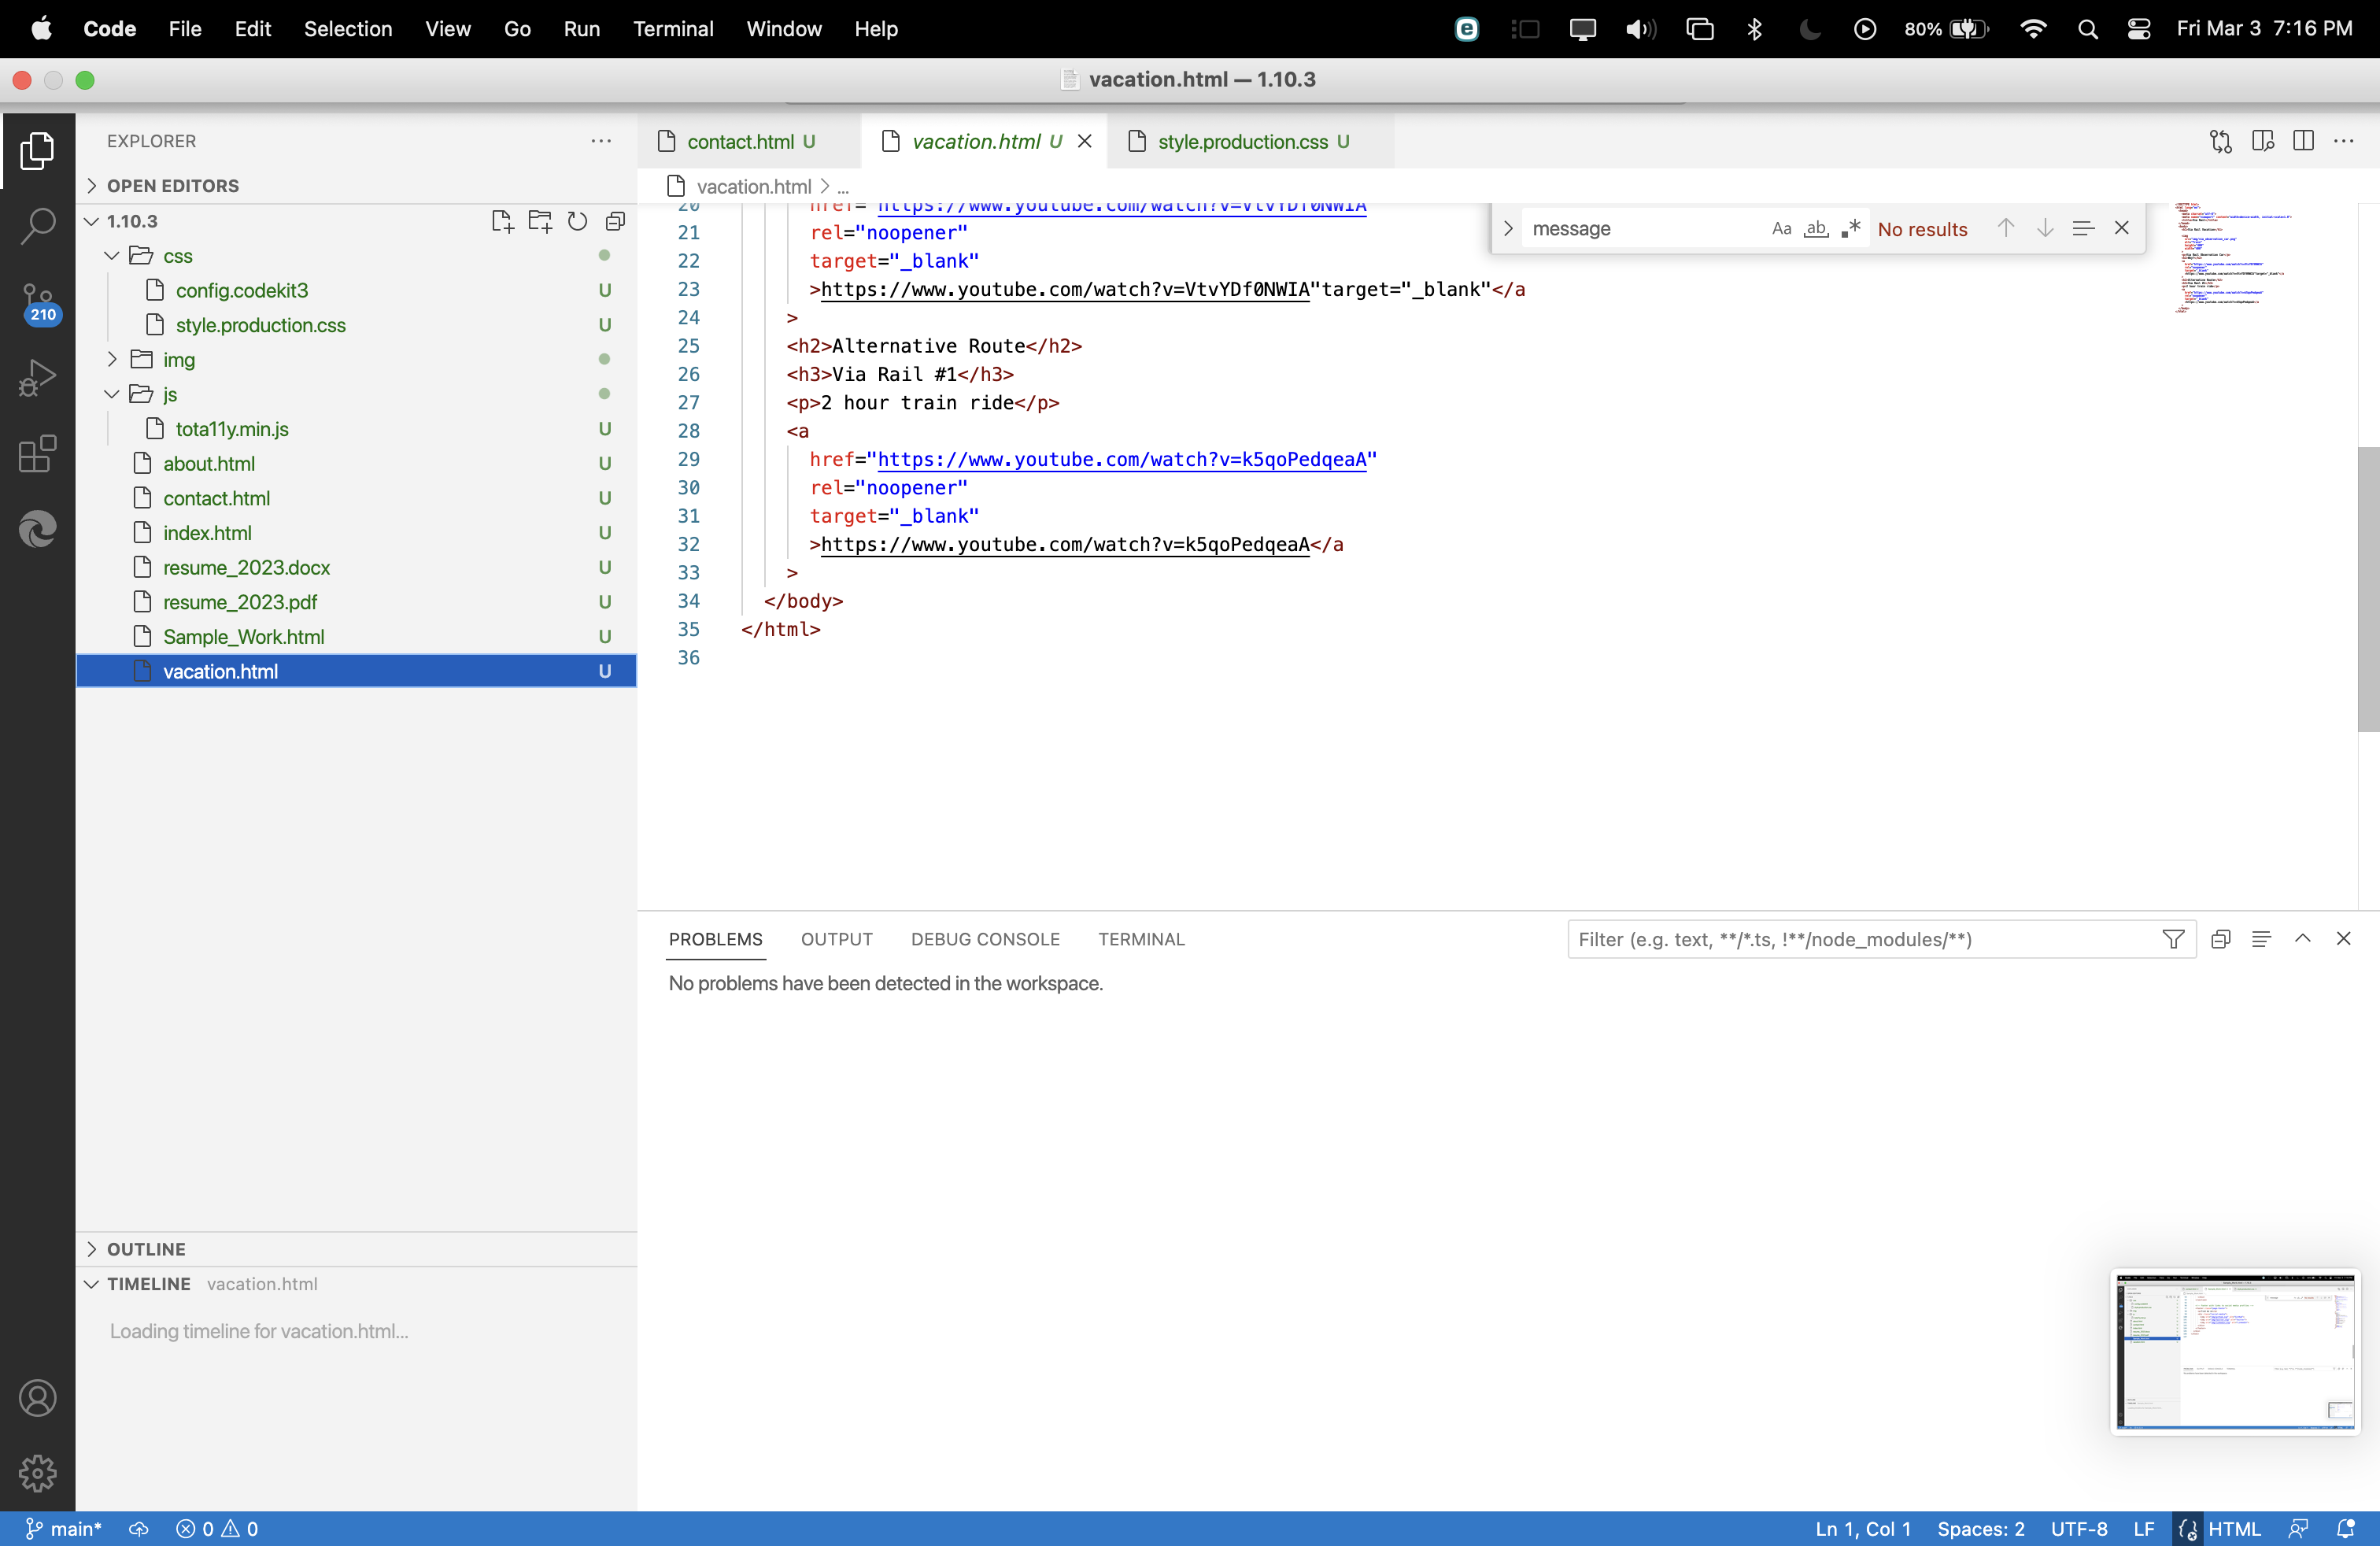 Code File Edit Selection View Go Run Terminal Window Help 80% Fri Mar 3 7:16 PM
vacation.html — 1.10.3
EXPLORER
OPEN EDITORS
1.10.3
css
config.codekit3 U
style.production.css U
img
js
tota11y.min.js U
about.html U
contact.html U
index.html U
resume_2023.docx U
resume_2023.pdf U
Sample_Work.html U
vacation.html U
210
OUTLINE
TIMELINE vacation.html
Loading timeline for vacation.html...
contact.html U vacation.html U style.production.css U
vacation.html > ...
message Aa ab No results
20 href="https://www.youtube.com/watch?v=VtvYDf0NWIA
21 rel="noopener"
22 target="_blank"
23 >https://www.youtube.com/watch?v=VtvYDf0NWIA"target="_blank"</a
24 >
25 <h2>Alternative Route</h2>
26 <h3>Via Rail #1</h3>
27 <p>2 hour train ride</p>
28 <a
29 href="https://www.youtube.com/watch?v=k5qoPedqeaA"
30 rel="noopener"
31 target="_blank"
32 >https://www.youtube.com/watch?v=k5qoPedqeaA</a
33 >
34 </body>
35 </html>
36
PROBLEMS OUTPUT DEBUG CONSOLE TERMINAL Filter (e.g. text, **/*.ts, !**/node_modules/**)
No problems have been detected in the workspace.
main* 0 0 Ln 1, Col 1 Spaces: 2 UTF-8 LF HTML